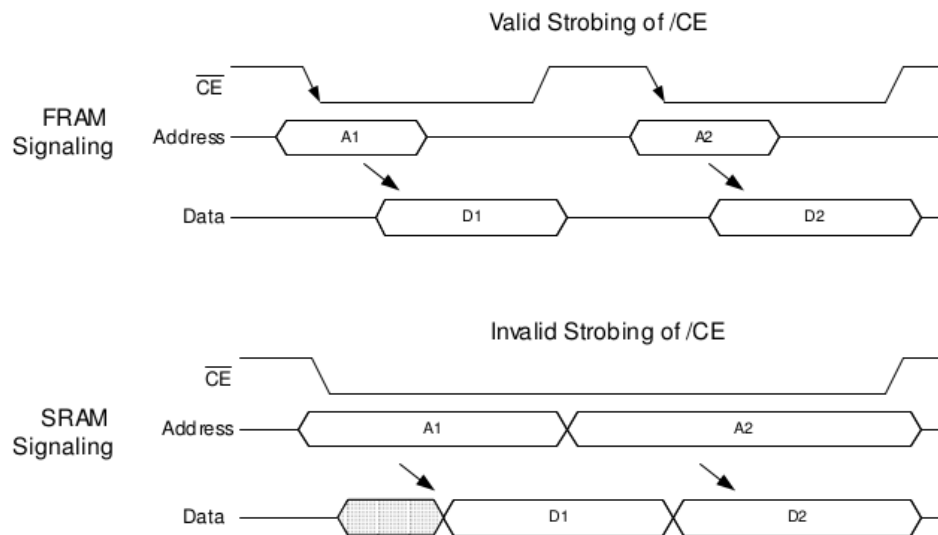 Valid Strobing of /CE
CE
FRAM
Signaling
Address
A1
A2
Data
D1
D2
Invalid Strobing of /CE
CE
SRAM
Signaling
Address
A1
A2
Data
D1
D2